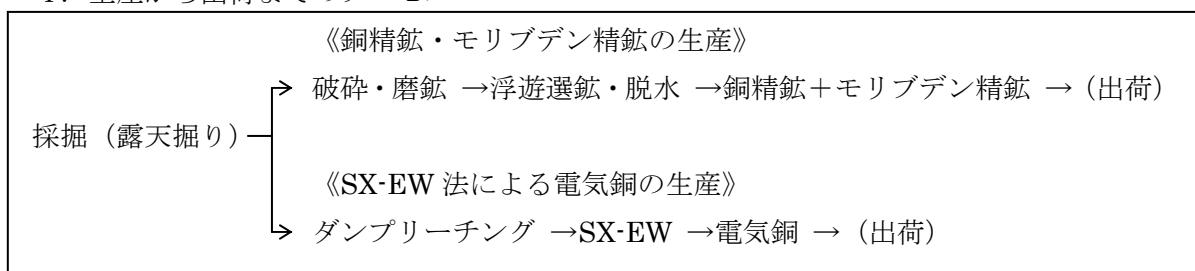 《銅精鉱・モリブデン精鉱の生産》
破砕・磨鉱 →浮遊選鉱・脱水 →銅精鉱＋モリブデン精鉱 →（出荷）
採掘（露天掘り）
《SX-EW 法による電気銅の生産》
ダンプリーチング →SX-EW →電気銅 →（出荷）